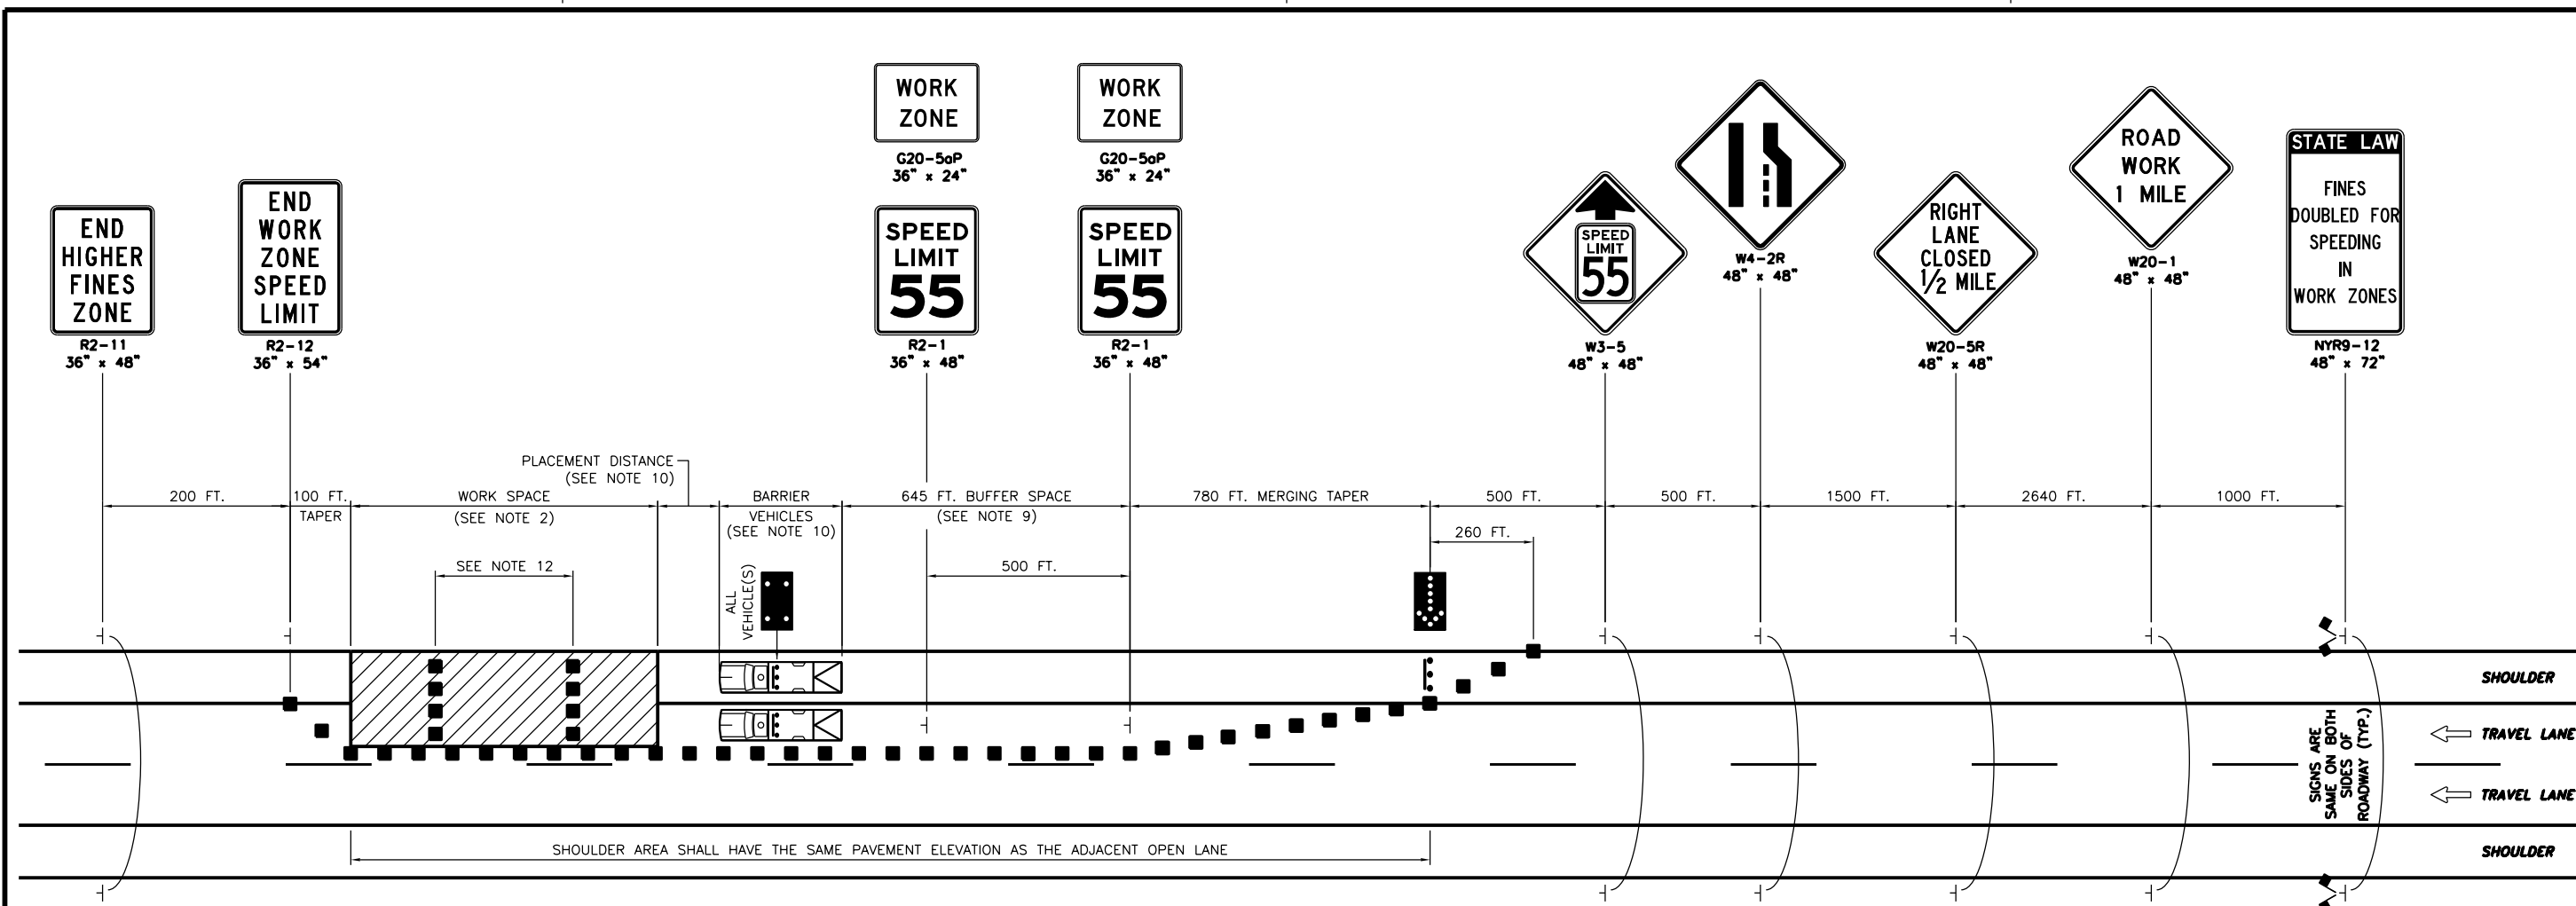 WORK
ZONE
G20-5aP
36" x 24"
WORK
ZONE
G20-5aP
36" x 24"
END
HIGHER
FINES
ZONE
R2-11
36" x 48"
END
WORK
ZONE
SPEED
LIMIT
R2-12
36" x 54"
SPEED
LIMIT
55
R2-1
36" x 48"
SPEED
LIMIT
55
R2-1
36" x 48"
SPEED
LIMIT
55
W3-5
48" x 48"
W4-2R
48" x 48"
RIGHT
LANE
CLOSED
1/2 MILE
W20-5R
48" x 48"
ROAD
WORK
1 MILE
W20-1
48" x 48"
STATE LAW
FINES
DOUBLED FOR
SPEEDING
IN
WORK ZONES
NYR9-12
48" x 72"
PLACEMENT DISTANCE
(SEE NOTE 10)
200 FT.
100 FT.
TAPER
WORK SPACE
(SEE NOTE 2)
BARRIER
VEHICLES
(SEE NOTE 10)
645 FT. BUFFER SPACE
(SEE NOTE 9)
780 FT. MERGING TAPER
500 FT.
500 FT.
1500 FT.
2640 FT.
1000 FT.
260 FT.
SEE NOTE 12
500 FT.
ALL
VEHICLE(S)
SHOULDER
TRAVEL LANE
TRAVEL LANE
SHOULDER
SIGNS ARE
SAME ON BOTH
SIDES OF
ROADWAY (TYP.)
SHOULDER AREA SHALL HAVE THE SAME PAVEMENT ELEVATION AS THE ADJACENT OPEN LANE